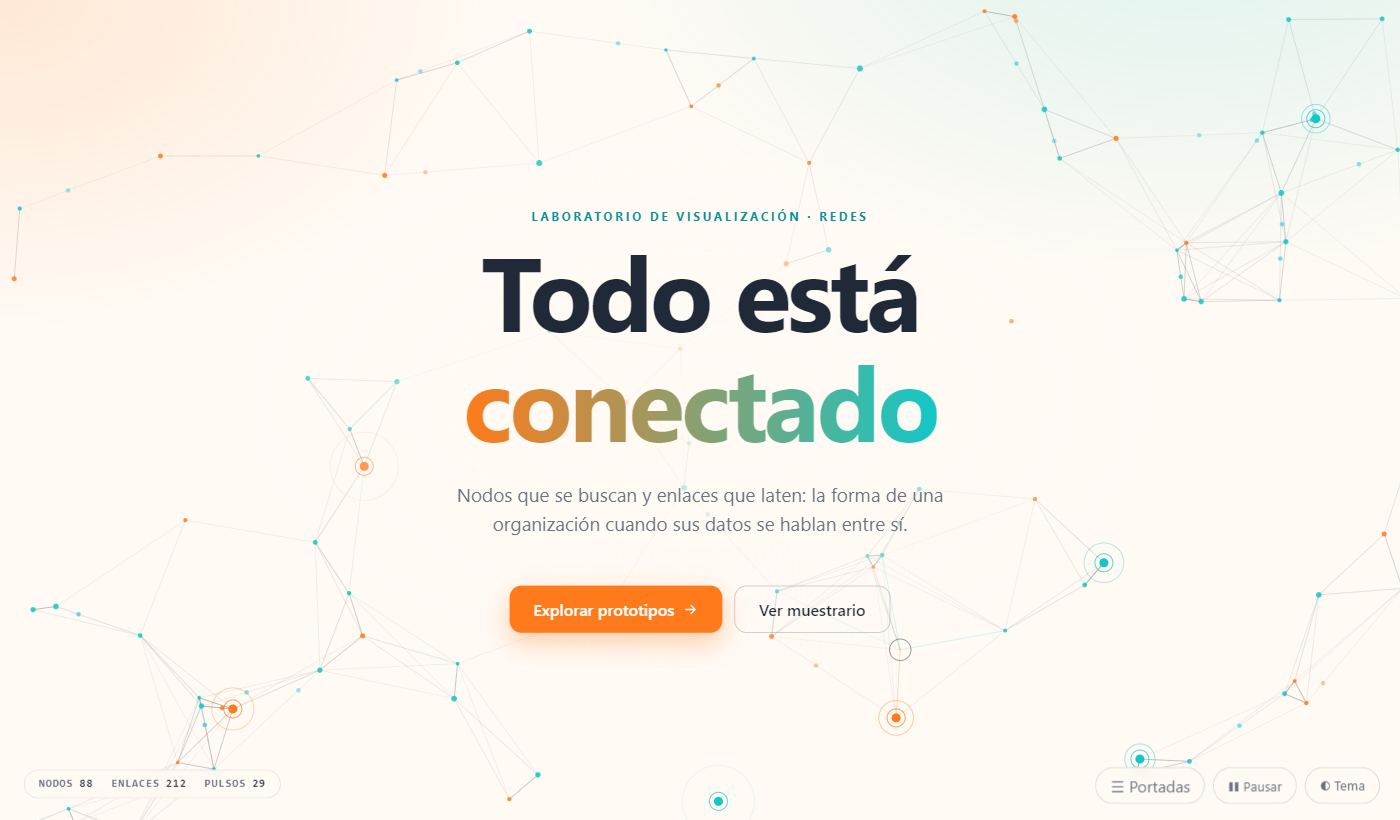 LABORATORIO DE VISUALIZACIÓN · REDES
Todo está
conectado
Nodos que se buscan y enlaces que laten: la forma de una
organización cuando sus datos se hablan entre sí.
Explorar prototipos →
Ver muestrario
NODOS 88 ENLACES 212 PULSOS 29
☰ Portadas
Pausar
Tema